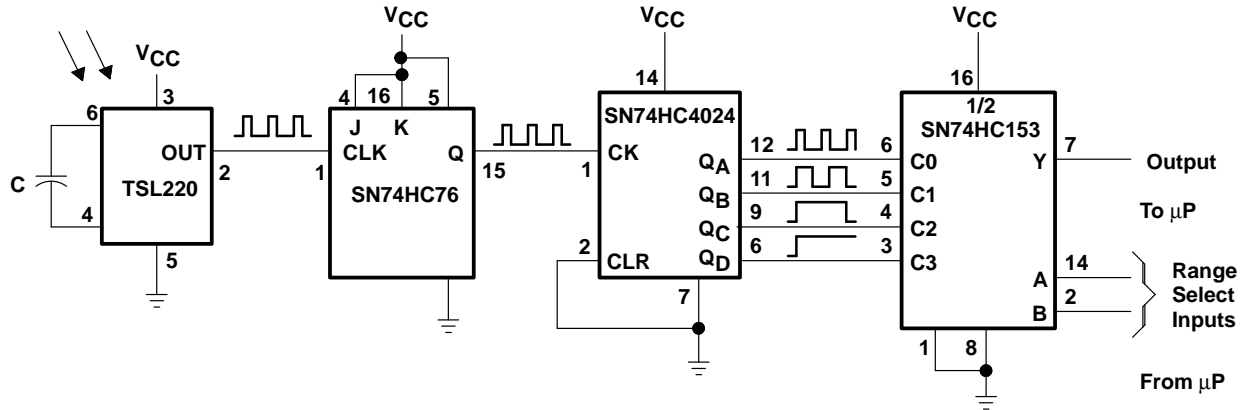 VCC
3
6
OUT
2
TSL220
C
4
5
VCC
4
16
5
J
K
CLK
Q
1
15
SN74HC76
VCC
14
SN74HC4024
CK
1
QA
12
QB
11
QC
9
QD
6
2
CLR
7
VCC
16
1/2
SN74HC153
6
C0
5
C1
4
C2
3
C3
Y
7
A
14
B
2
1
8
Output
To µP
Range
Select
Inputs
From µP